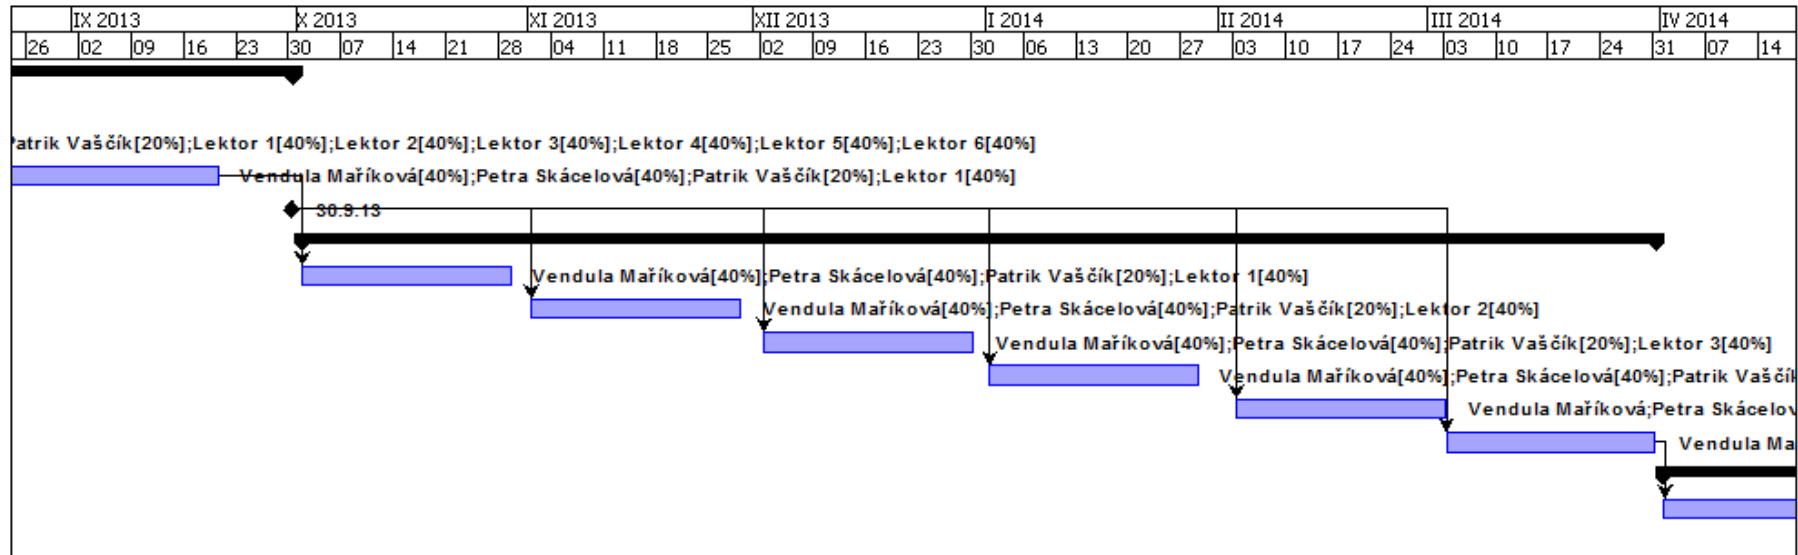 IX 2013 X 2013 XI 2013 XII 2013 I 2014 II 2014 III 2014 IV 2014
26 02 09 16 23 30 07 14 21 28 04 11 18 25 02 09 16 23 30 06 13 20 27 03 10 17 24 03 10 17 24 31 07 14
Patrik Vaščík[20%];Lektor 1[40%];Lektor 2[40%];Lektor 3[40%];Lektor 4[40%];Lektor 5[40%];Lektor 6[40%]
Vendula Maříková[40%];Petra Skácelová[40%];Patrik Vaščík[20%];Lektor 1[40%]
30.9.13
Vendula Maříková[40%];Petra Skácelová[40%];Patrik Vaščík[20%];Lektor 1[40%]
Vendula Maříková[40%];Petra Skácelová[40%];Patrik Vaščík[20%];Lektor 2[40%]
Vendula Maříková[40%];Petra Skácelová[40%];Patrik Vaščík[20%];Lektor 3[40%]
Vendula Maříková[40%];Petra Skácelová[40%];Patrik Vaščík
Vendula Maříková;Petra Skácelov
Vendula Ma